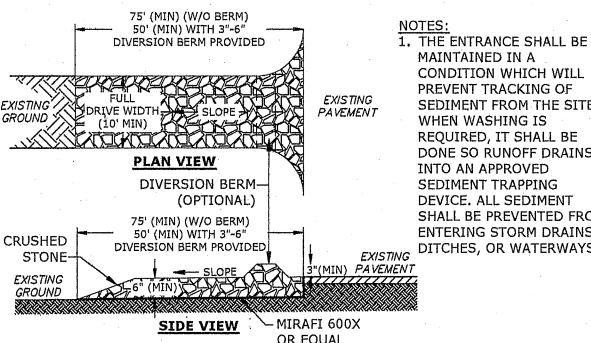 75' (MIN) (W/O BERM)
50' (MIN) WITH 3"-6"
DIVERSION BERM PROVIDED
EXISTING
GROUND
FULL
DRIVE WIDTH
(10' MIN)
SLOPE
EXISTING
PAVEMENT
PLAN VIEW
DIVERSION BERM
(OPTIONAL)
75' (MIN) (W/O BERM)
50' (MIN) WITH 3"-6"
DIVERSION BERM PROVIDED
CRUSHED
STONE
EXISTING
GROUND
6" (MIN)
SLOPE
3"(MIN)
EXISTING
PAVEMENT
SIDE VIEW
MIRAFI 600X
OR EQUAL
NOTES:
1. THE ENTRANCE SHALL BE
MAINTAINED IN A
CONDITION WHICH WILL
PREVENT TRACKING OF
SEDIMENT FROM THE SITE
WHEN WASHING IS
REQUIRED, IT SHALL BE
DONE SO RUNOFF DRAINS
INTO AN APPROVED
SEDIMENT TRAPPING
DEVICE. ALL SEDIMENT
SHALL BE PREVENTED FRO
ENTERING STORM DRAINS
DITCHES, OR WATERWAYS